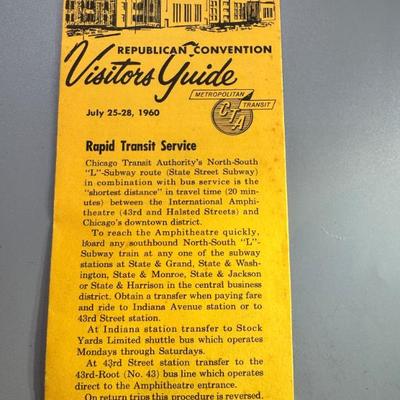 REPUBLICAN CONVENTION
Visitors Guide
July 25-28, 1960
METROPOLITAN
TRANSIT
CTA
Rapid Transit Service
Chicago Transit Authority's North-South
"L"-Subway route (State Street Subway)
in combination with bus service is the
"shortest distance" in travel time (20 min-
utes) between the International Amphi-
theatre (43rd and Halsted Streets) and
Chicago's downtown district.
To reach the Amphitheatre quickly,
board any southbound North-South "L"-
Subway train at any one of the eight
subway stations at State & Grand, State & Wash-
ington, State & Monroe, State & Jackson
or State & Harrison in the central business
district. Obtain a transfer when paying fare
and ride to Indiana Avenue station or to
43rd Street station.
At Indiana station transfer to Stock
Yards Limited shuttle bus which operates
Mondays through Saturdays.
At 43rd Street station transfer to the
43rd-Root (No. 43) bus line which operates
direct to the Amphitheatre entrance.
On return trips this procedure is reversed.